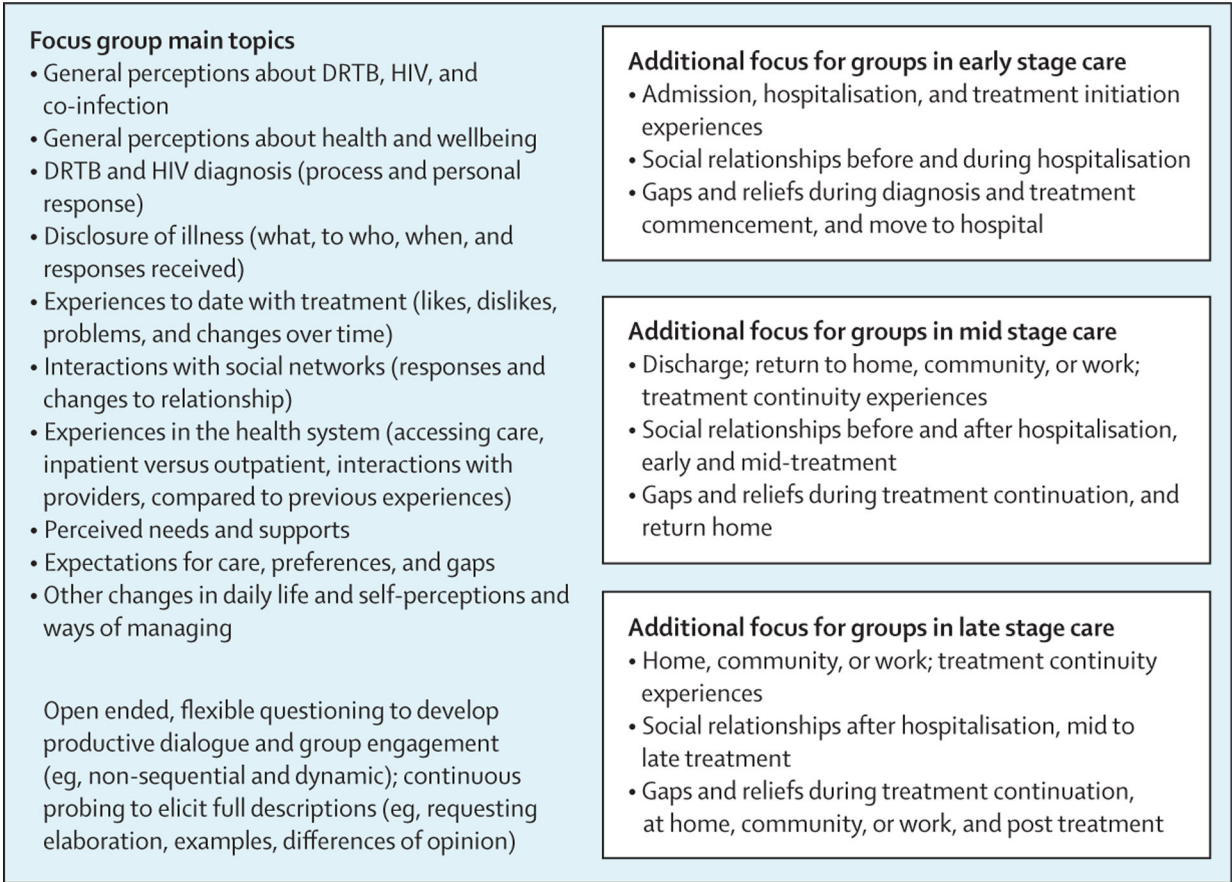 Focus group main topics
• General perceptions about DRTB, HIV, and
co-infection
• General perceptions about health and wellbeing
• DRTB and HIV diagnosis (process and personal
response)
• Disclosure of illness (what, to who, when, and
responses received)
• Experiences to date with treatment (likes, dislikes,
problems, and changes over time)
• Interactions with social networks (responses and
changes to relationship)
• Experiences in the health system (accessing care,
inpatient versus outpatient, interactions with
providers, compared to previous experiences)
• Perceived needs and supports
• Expectations for care, preferences, and gaps
• Other changes in daily life and self-perceptions and
ways of managing
Open ended, flexible questioning to develop
productive dialogue and group engagement
(eg, non-sequential and dynamic); continuous
probing to elicit full descriptions (eg, requesting
elaboration, examples, differences of opinion)
Additional focus for groups in early stage care
• Admission, hospitalisation, and treatment initiation
experiences
• Social relationships before and during hospitalisation
• Gaps and reliefs during diagnosis and treatment
commencement, and move to hospital
Additional focus for groups in mid stage care
• Discharge; return to home, community, or work;
treatment continuity experiences
• Social relationships before and after hospitalisation,
early and mid-treatment
• Gaps and reliefs during treatment continuation, and
return home
Additional focus for groups in late stage care
• Home, community, or work; treatment continuity
experiences
• Social relationships after hospitalisation, mid to
late treatment
• Gaps and reliefs during treatment continuation,
at home, community, or work, and post treatment